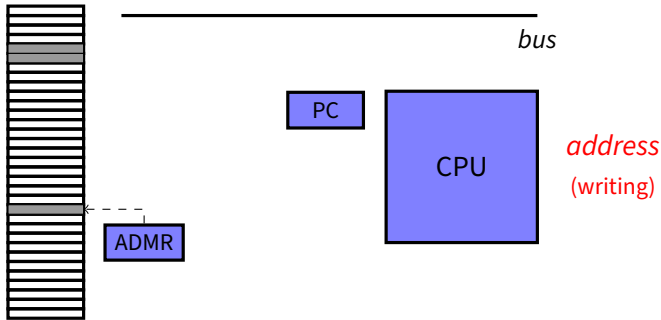 bus
PC
CPU
address
(writing)
ADMR